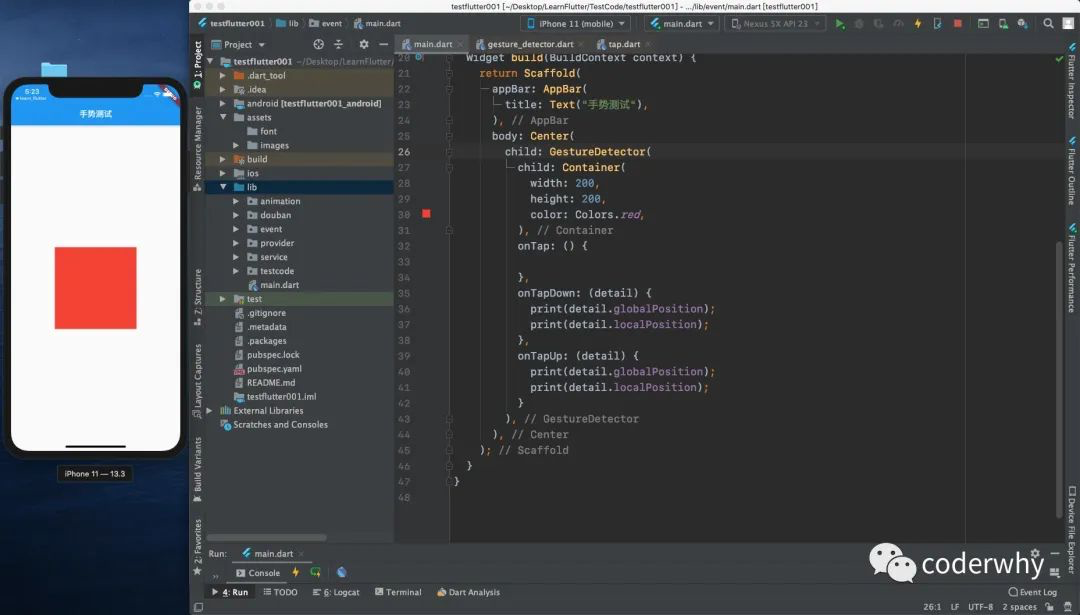 testflutter001 [~/Desktop/LearnFlutter/TestCode/testflutter001] - .../lib/event/main.dart [testflutter001]
testflutter001 lib event main.dart iPhone 11 (mobile) main.dart Nexus 5X API 23
Project
main.dart gesture_detector.dart tap.dart
1: Project
Resource Manager
Z: Structure
Layout Captures
Build Variants
2: Favorites
testflutter001 ~/Desktop/LearnFlutter/
.dart_tool
.idea
android [testflutter001_android]
assets
font
images
build
ios
lib
animation
douban
event
provider
service
testcode
main.dart
test
.gitignore
.metadata
.packages
pubspec.lock
pubspec.yaml
README.md
testflutter001.iml
External Libraries
Scratches and Consoles
5:23
手势测试
iPhone 11 — 13.3
20 Widget build(BuildContext context) {
21 return Scaffold(
22 appBar: AppBar(
23 title: Text("手势测试"),
24 ), // AppBar
25 body: Center(
26 child: GestureDetector(
27 child: Container(
28 width: 200,
29 height: 200,
30 color: Colors.red,
31 ), // Container
32 onTap: () {
33
34 },
35 onTapDown: (detail) {
36 print(detail.globalPosition);
37 print(detail.localPosition);
38 },
39 onTapUp: (detail) {
40 print(detail.globalPosition);
41 print(detail.localPosition);
42 }
43 ), // GestureDetector
44 ), // Center
45 ); // Scaffold
46 }
47 }
48
Flutter Inspector
Flutter Outline
Flutter Performance
Device File Explorer
Run: main.dart
Console
coderwhy
4: Run TODO 6: Logcat Terminal Dart Analysis Event Log
26:1 LF UTF-8 2 spaces